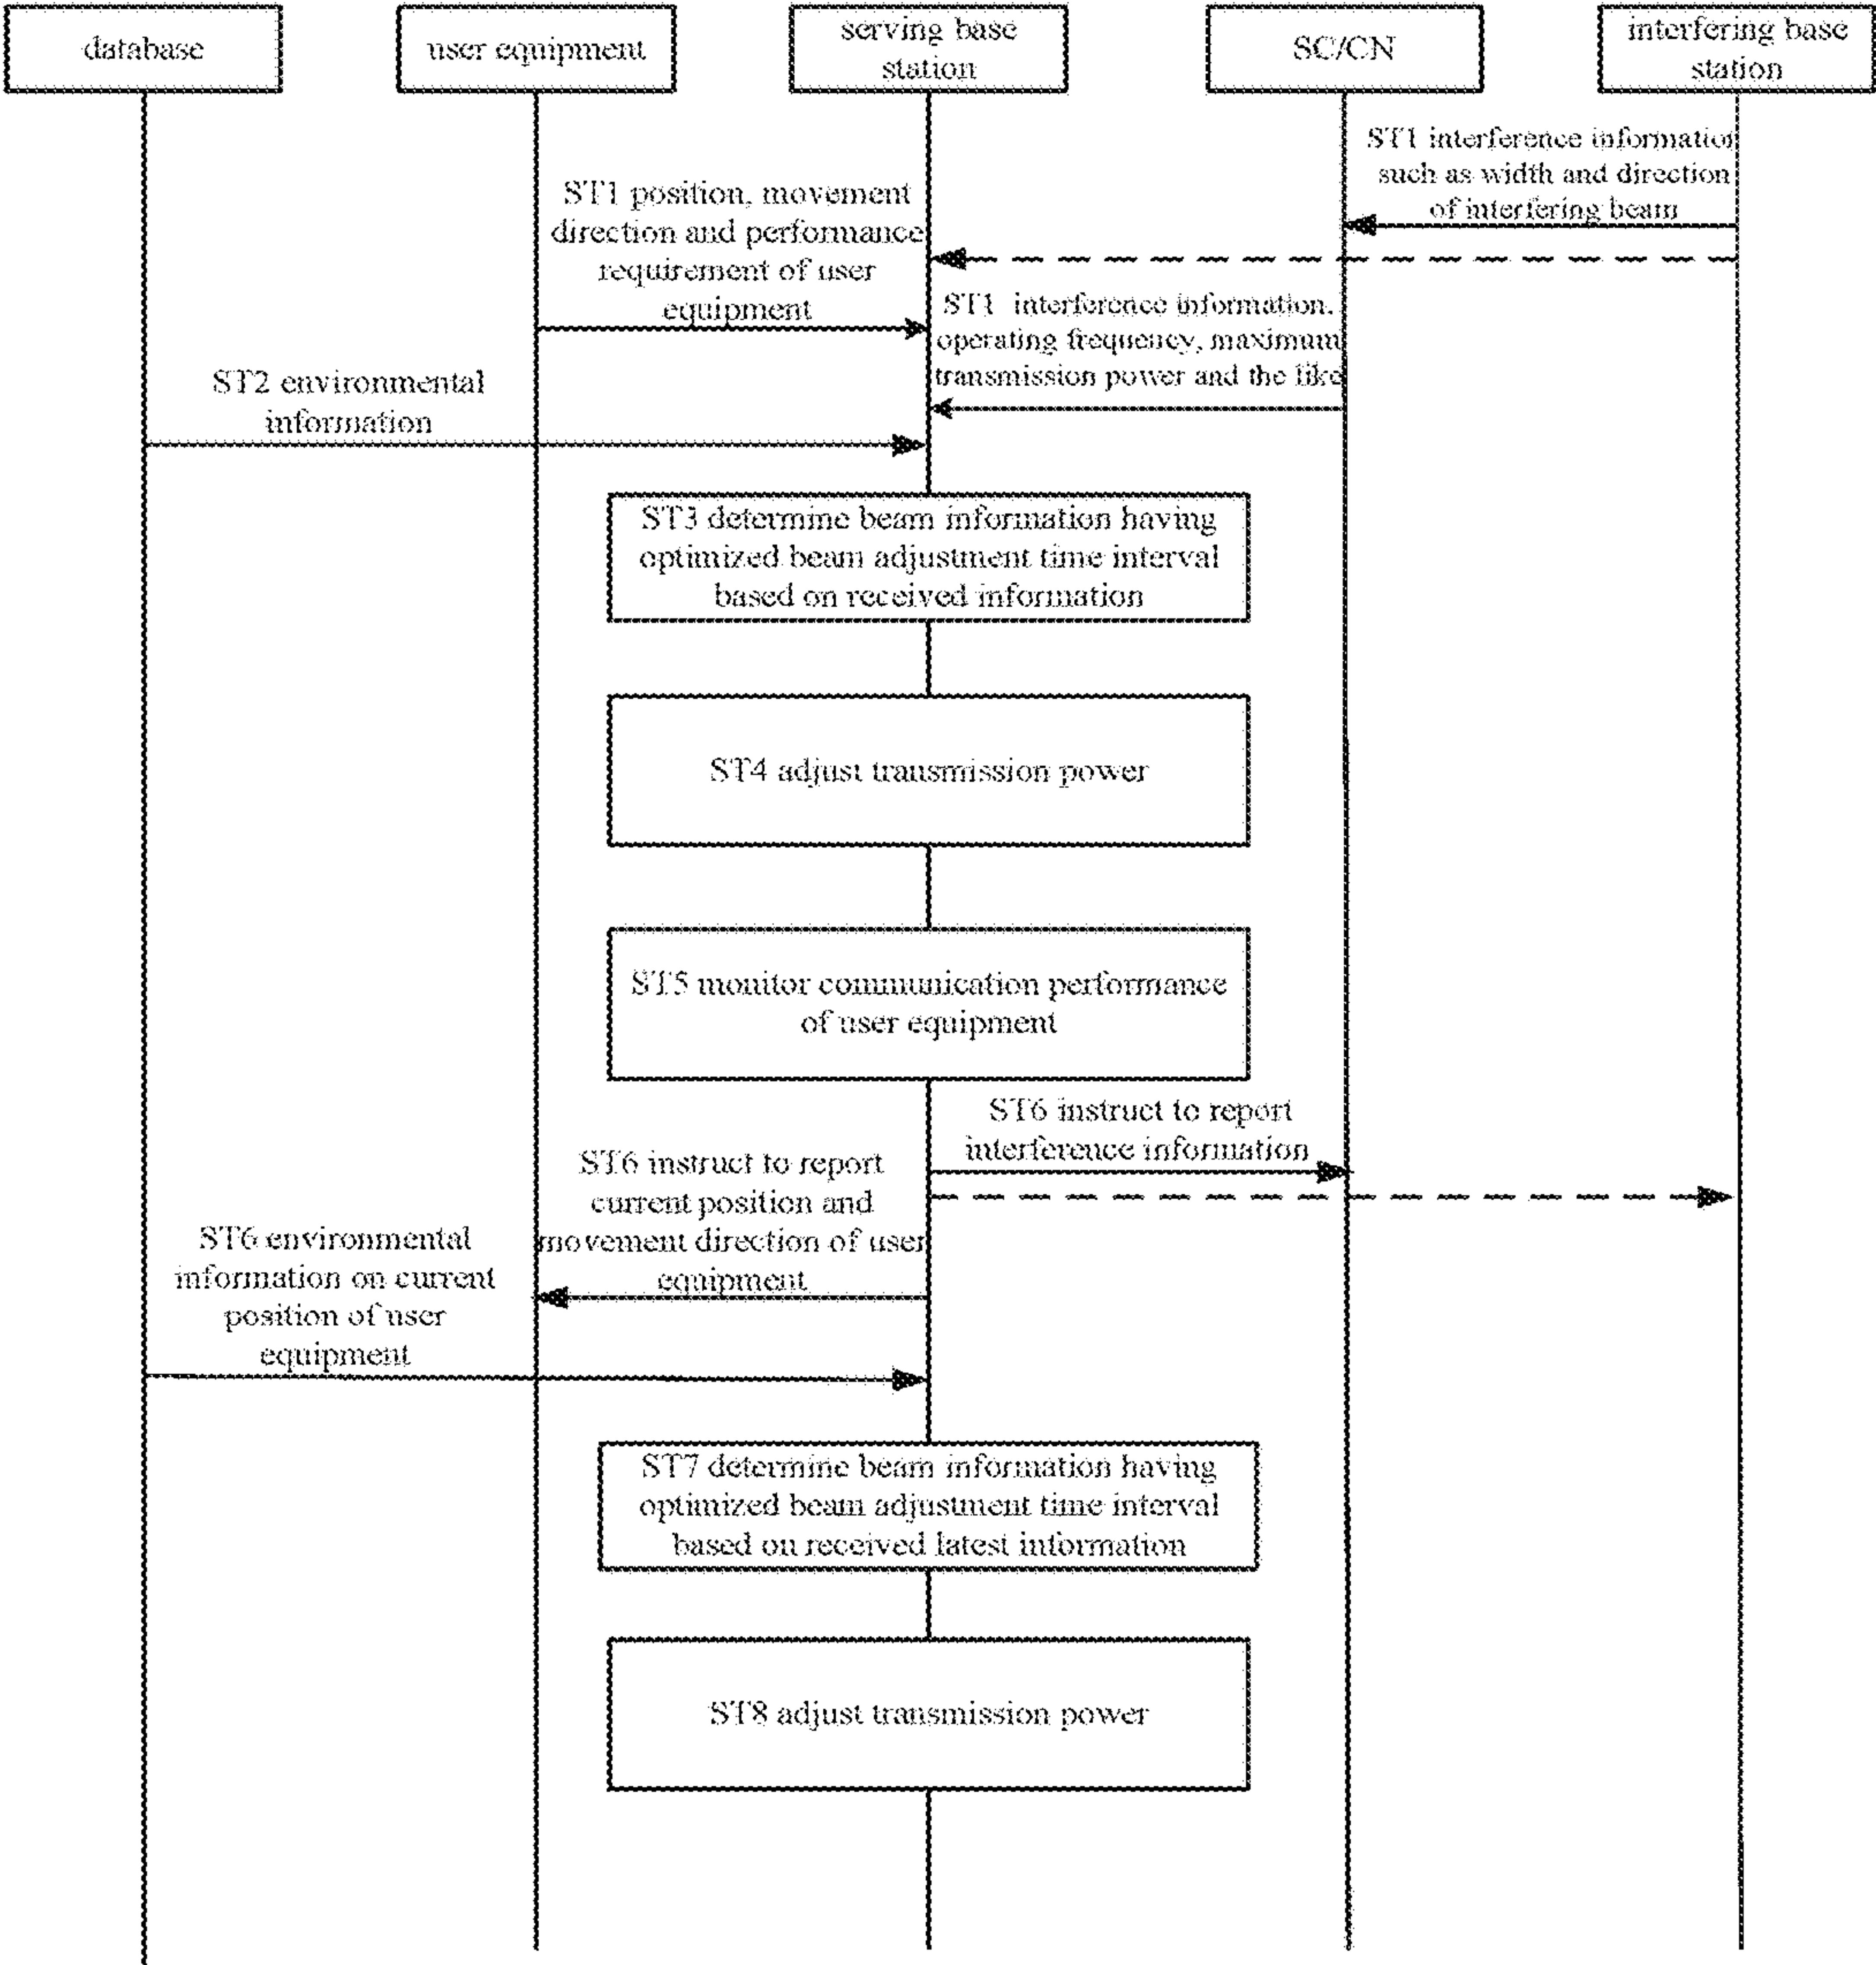 database
user equipment
serving base
station
SC/CN
interfering base
station
ST1 interference information
such as width and direction
of interfering beam
ST1 position, movement
direction and performance
requirement of user
equipment
ST1 interference information,
operating frequency, maximum
transmission power and the like
ST2 environmental
information
ST3 determine beam information having
optimized beam adjustment time interval
based on received information
ST4 adjust transmission power
ST5 monitor communication performance
of user equipment
ST6 instruct to report
interference information
ST6 instruct to report
current position and
movement direction of user
equipment
ST6 environmental
information on current
position of user
equipment
ST7 determine beam information having
optimized beam adjustment time interval
based on received latest information
ST8 adjust transmission power